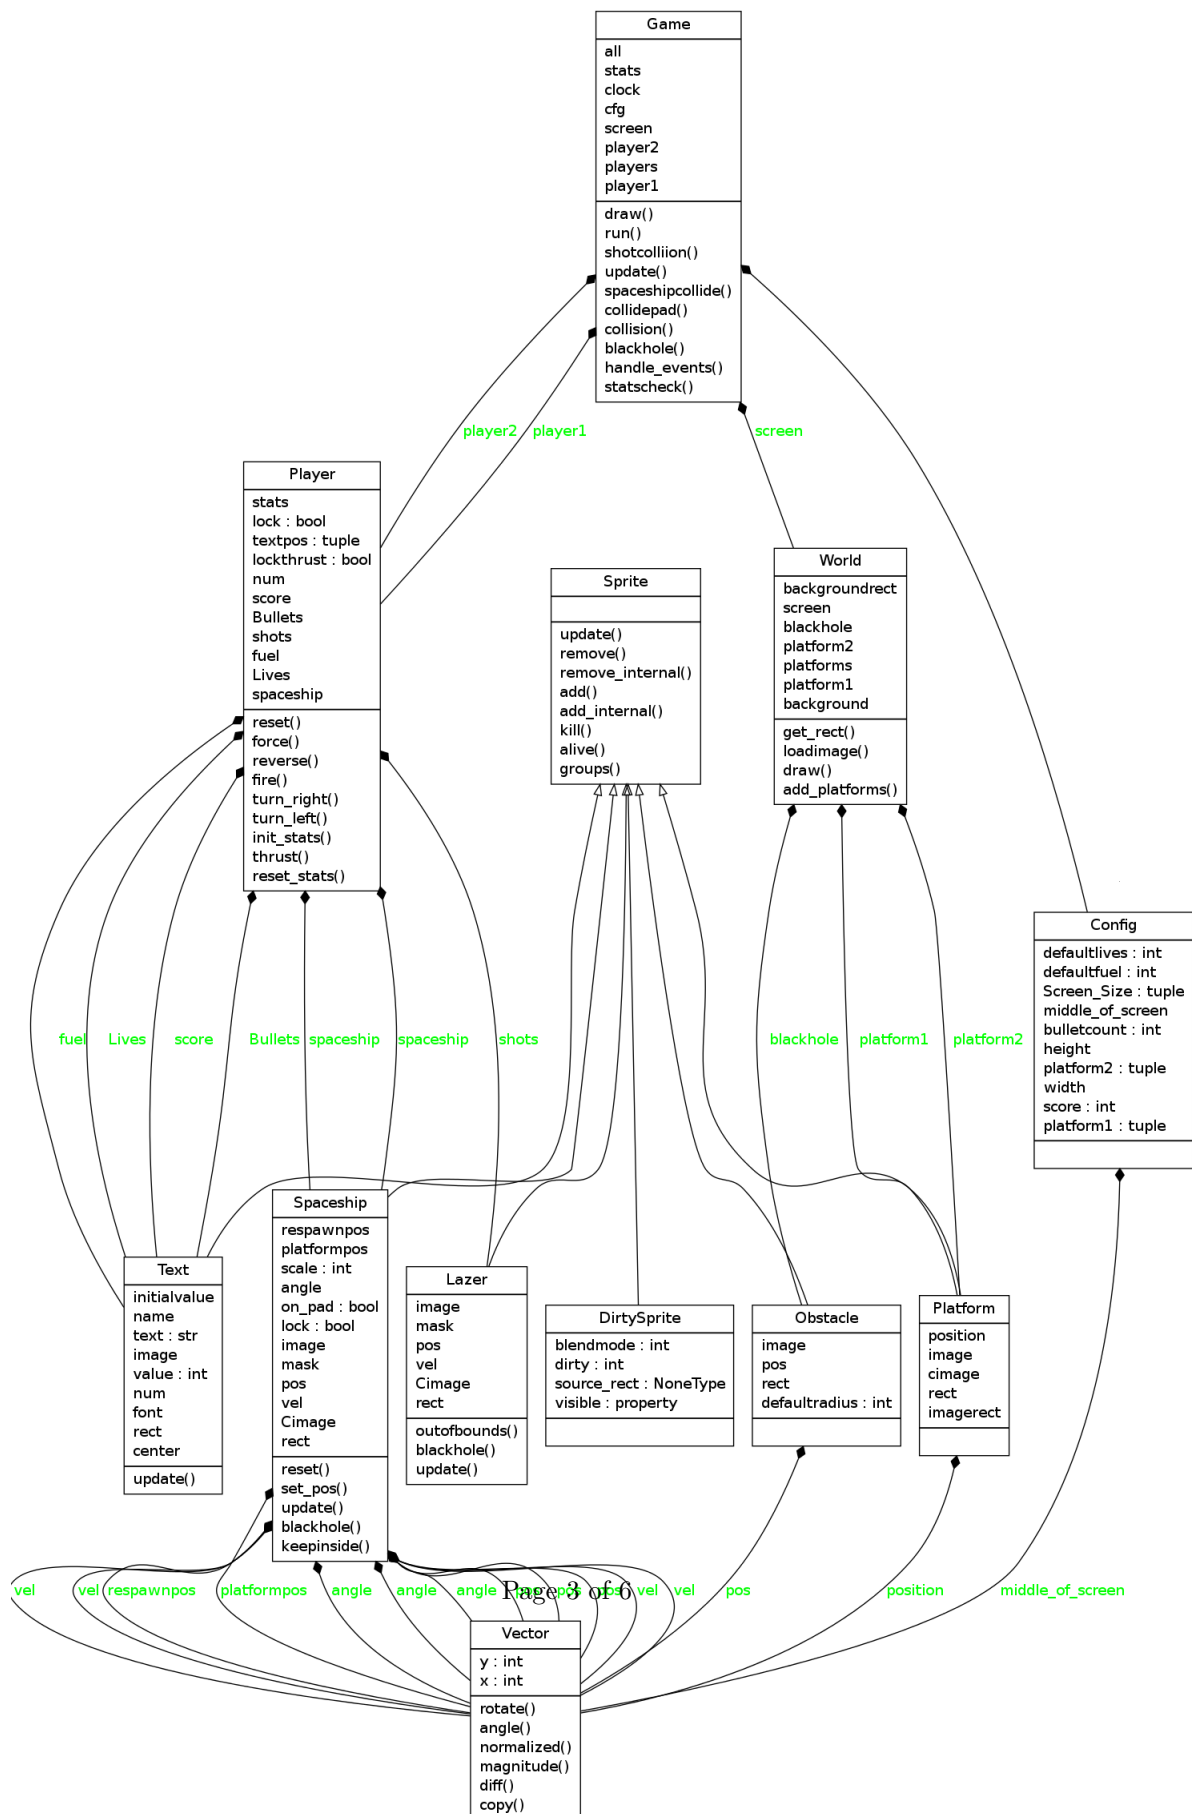 Game
all
stats
clock
cfg
screen
player2
players
player1
draw()
run()
shotcolliion()
update()
spaceshipcollide()
collidepad()
collision()
blackhole()
handle_events()
statscheck()
player2
player1
screen
Player
stats
lock : bool
textpos : tuple
lockthrust : bool
num
score
Bullets
shots
fuel
Lives
spaceship
reset()
force()
reverse()
fire()
turn_right()
turn_left()
init_stats()
thrust()
reset_stats()
Sprite
update()
remove()
remove_internal()
add()
add_internal()
kill()
alive()
groups()
World
backgroundrect
screen
blackhole
platform2
platforms
platform1
background
get_rect()
loadimage()
draw()
add_platforms()
Config
defaultlives : int
defaultfuel : int
Screen_Size : tuple
middle_of_screen
bulletcount : int
height
platform2 : tuple
width
score : int
platform1 : tuple
fuel
Lives
score
Bullets
spaceship
spaceship
shots
blackhole
platform1
platform2
Text
initialvalue
name
text : str
image
value : int
num
font
rect
center
update()
Spaceship
respawnpos
platformpos
scale : int
angle
on_pad : bool
lock : bool
image
mask
pos
vel
Cimage
rect
reset()
set_pos()
update()
blackhole()
keepinside()
Lazer
image
mask
pos
vel
Cimage
rect
outofbounds()
blackhole()
update()
DirtySprite
blendmode : int
dirty : int
source_rect : NoneType
visible : property
Obstacle
image
pos
rect
defaultradius : int
Platform
position
image
cimage
rect
imagerect
vel
vel
respawnpos
platformpos
angle
angle
angle
pos
vel
vel
pos
position
middle_of_screen
Page 3 of 6
Vector
y : int
x : int
rotate()
angle()
normalized()
magnitude()
diff()
copy()